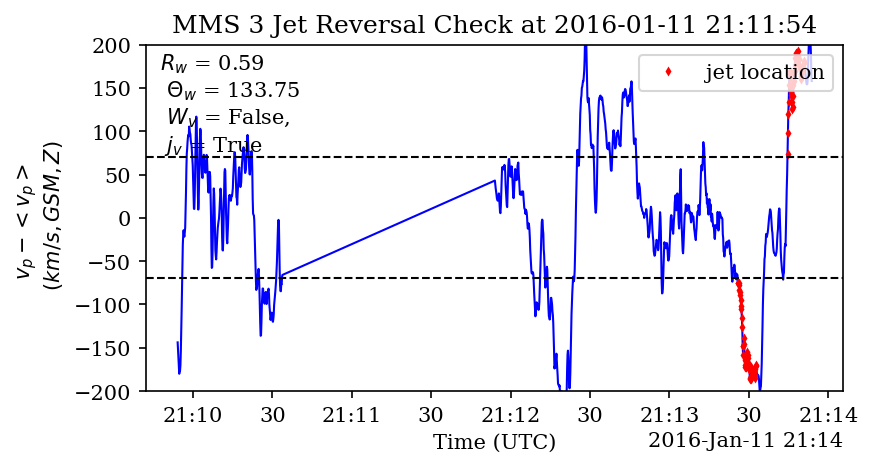 MMS 3 Jet Reversal Check at 2016-01-11 21:11:54
R_w = 0.59
Θ_w = 133.75
W_v = False,
j_v = True
jet location
v_p − < v_p >
(km/s, GSM, Z)
200
150
100
50
0
−50
−100
−150
−200
21:10 30 21:11 30 21:12 30 21:13 30 21:14
Time (UTC) 2016-Jan-11 21:14